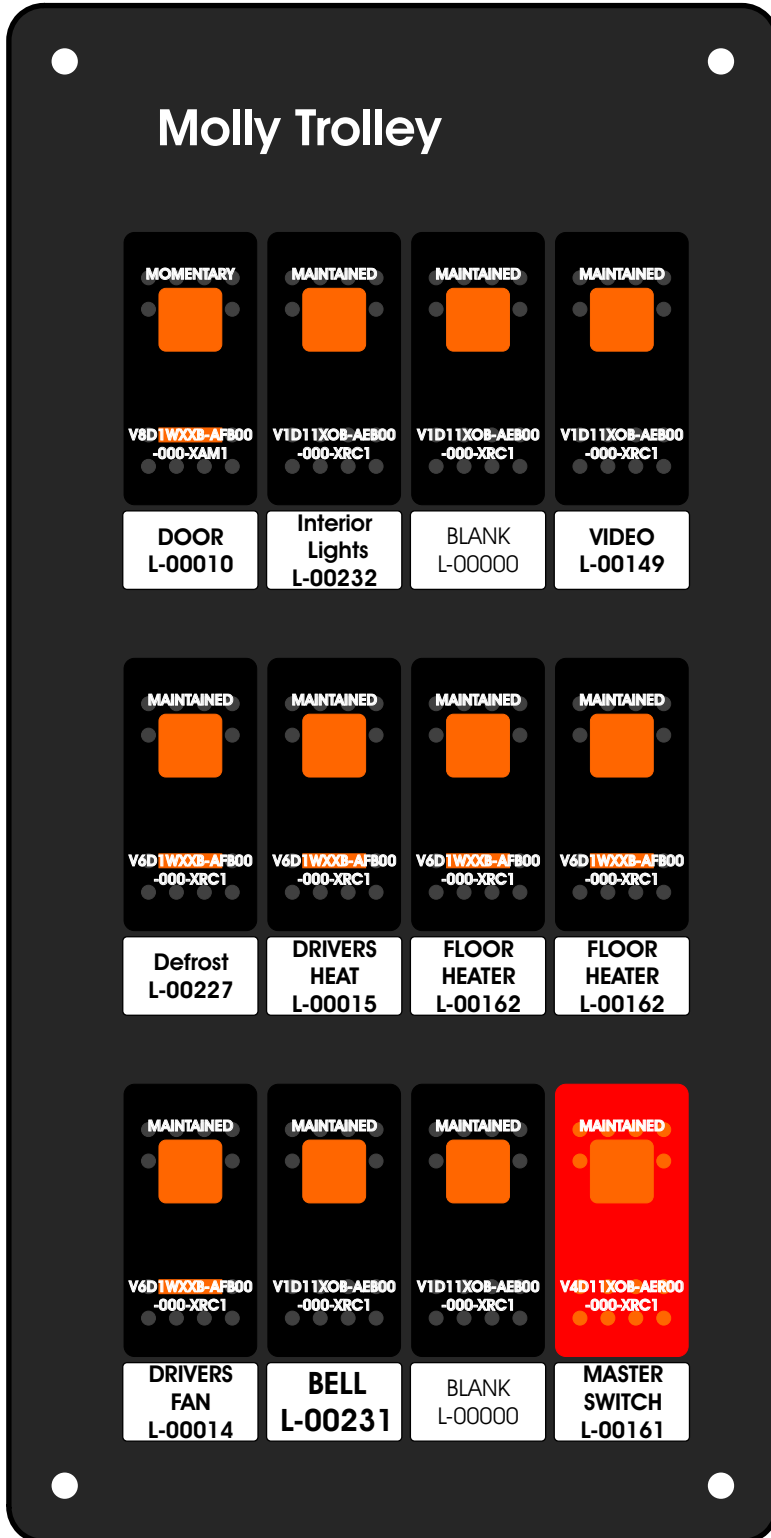 Molly Trolley
MOMENTARY
V8D1WXXB-AFB00
-000-XAM1
DOOR
L-00010
MAINTAINED
V1D11XOB-AEB00
-000-XRC1
Interior
Lights
L-00232
MAINTAINED
V1D11XOB-AEB00
-000-XRC1
BLANK
L-00000
MAINTAINED
V1D11XOB-AEB00
-000-XRC1
VIDEO
L-00149
MAINTAINED
V6D1WXXB-AFB00
-000-XRC1
Defrost
L-00227
MAINTAINED
V6D1WXXB-AFB00
-000-XRC1
DRIVERS
HEAT
L-00015
MAINTAINED
V6D1WXXB-AFB00
-000-XRC1
FLOOR
HEATER
L-00162
MAINTAINED
V6D1WXXB-AFB00
-000-XRC1
FLOOR
HEATER
L-00162
MAINTAINED
V6D1WXXB-AFB00
-000-XRC1
DRIVERS
FAN
L-00014
MAINTAINED
V1D11XOB-AEB00
-000-XRC1
BELL
L-00231
MAINTAINED
V1D11XOB-AEB00
-000-XRC1
BLANK
L-00000
MAINTAINED
V4D11XOB-AER00
-000-XRC1
MASTER
SWITCH
L-00161